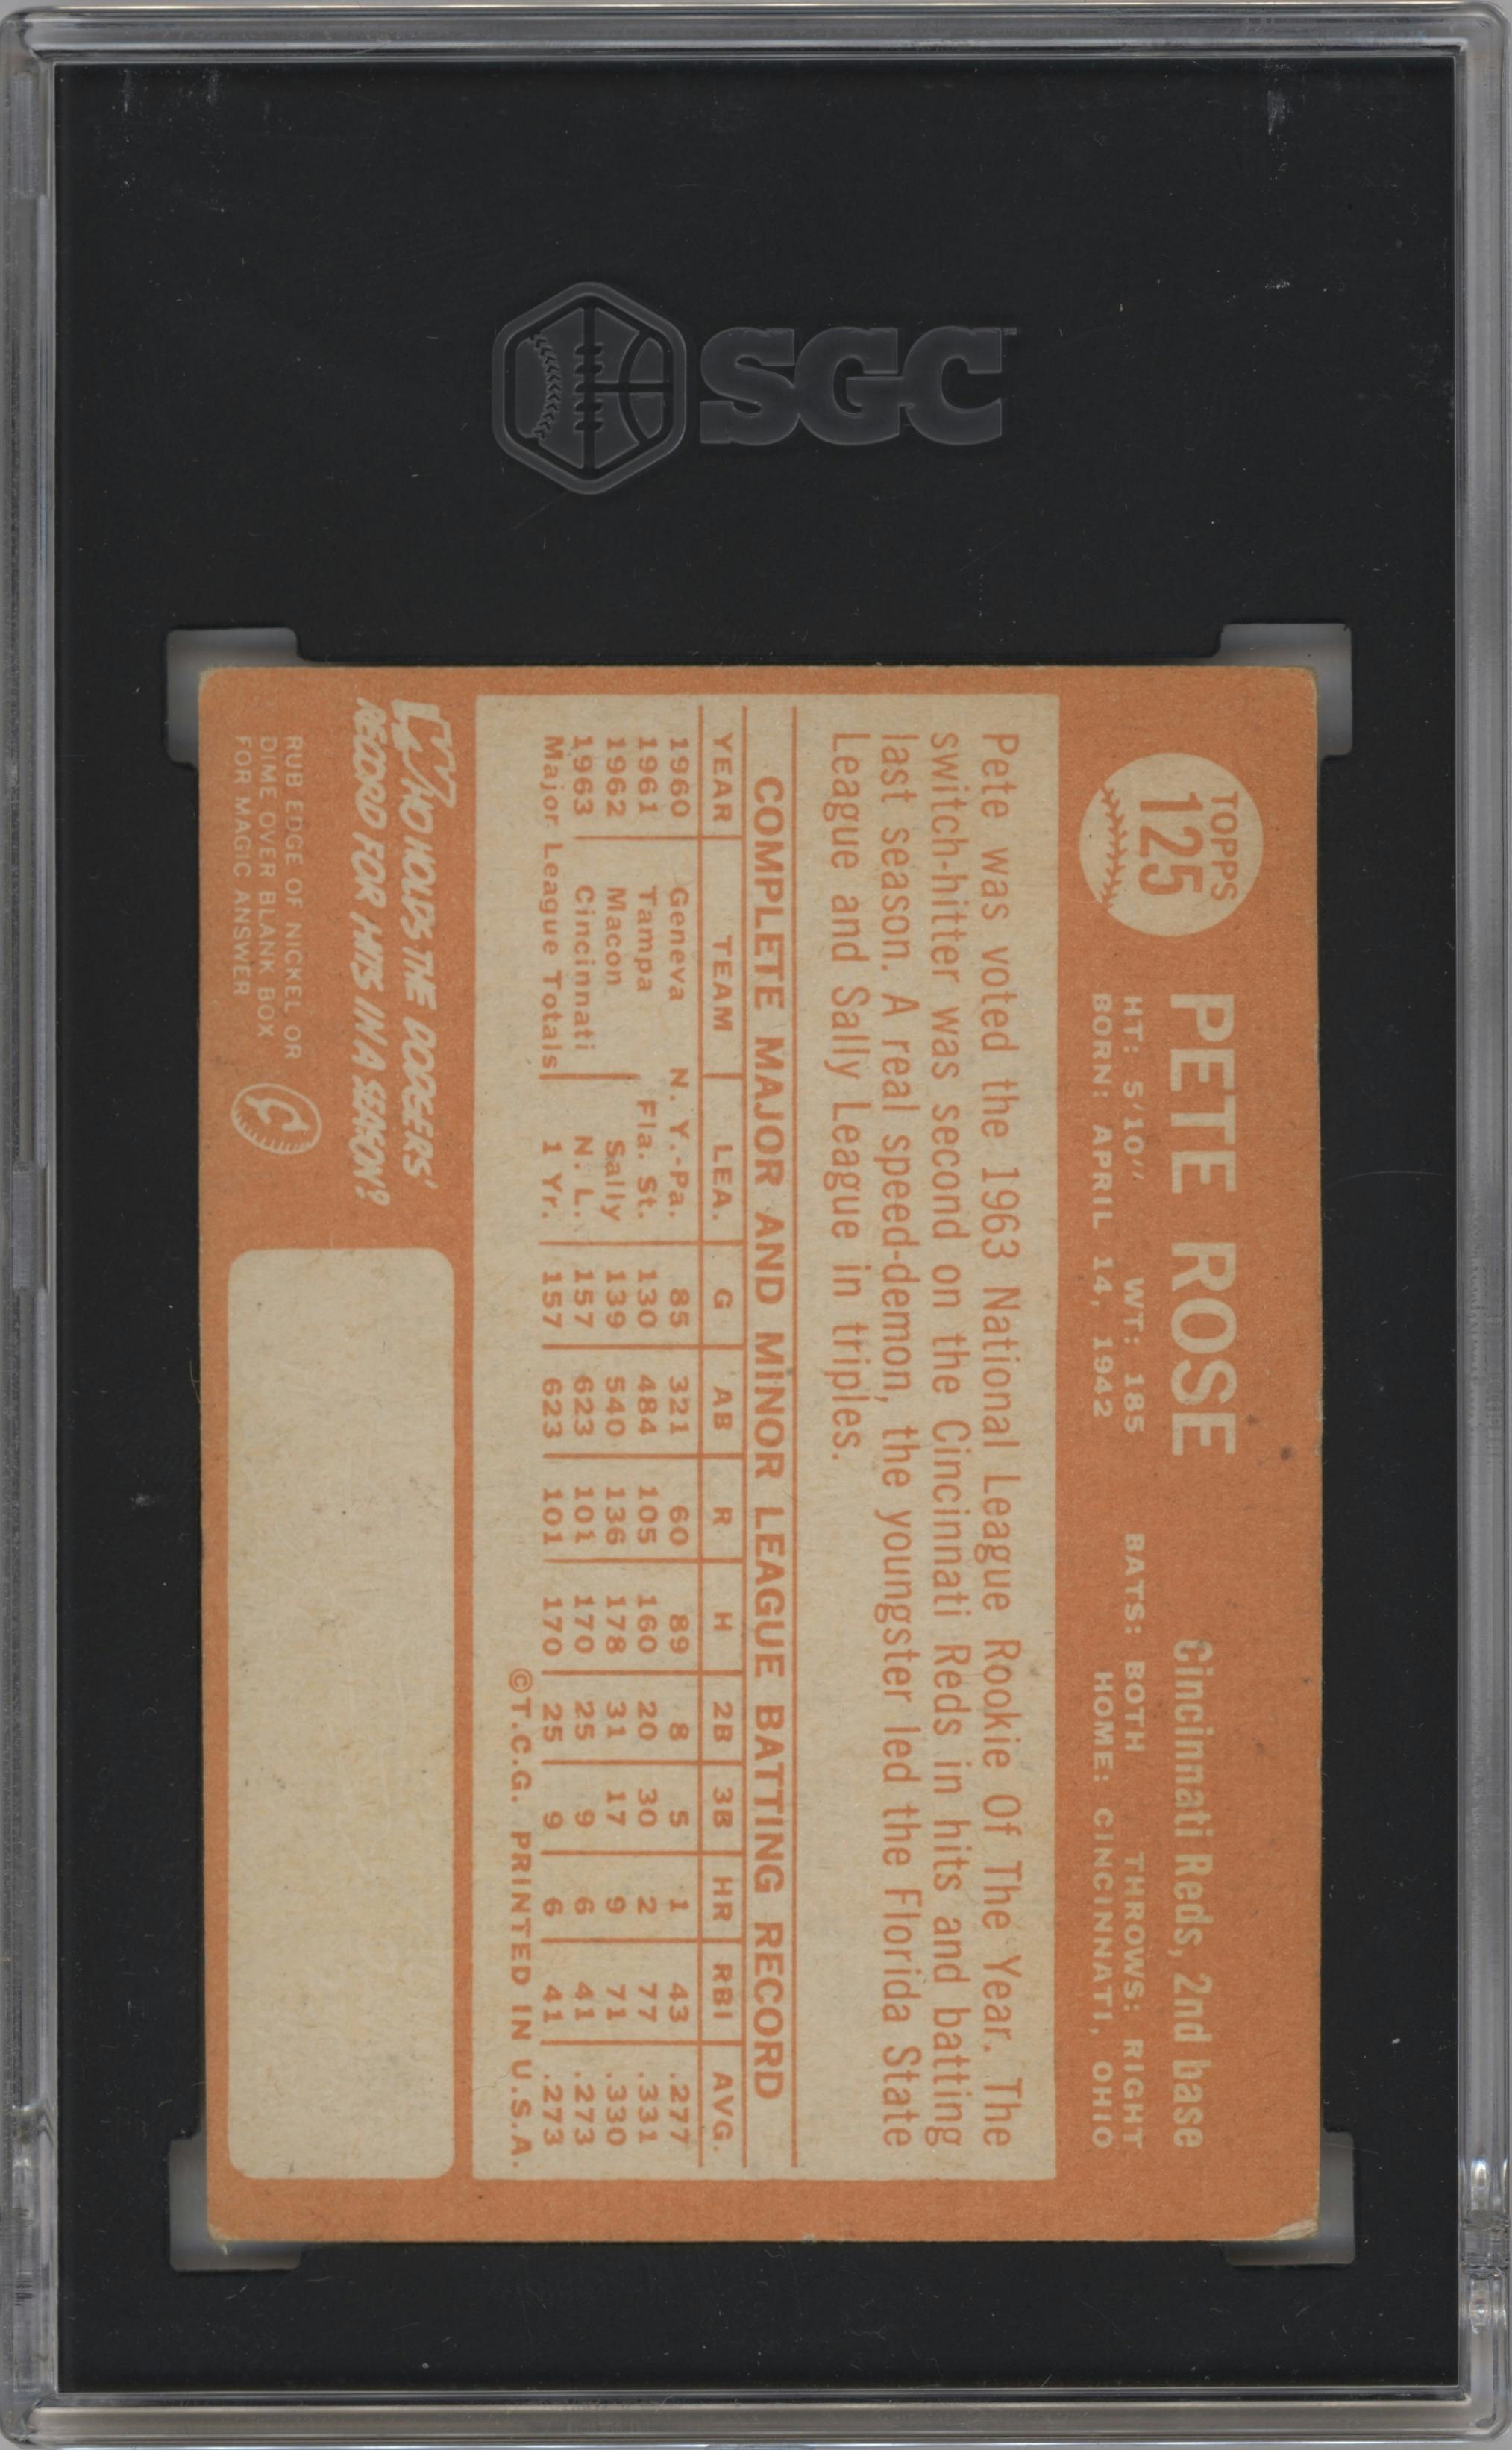 SGC
TOPPS
125
PETE ROSE
Cincinnati Reds, 2nd base
HT: 5'10" WT: 185 BATS: BOTH THROWS: RIGHT
BORN: APRIL 14, 1942 HOME: CINCINNATI, OHIO
Pete was voted the 1963 National League Rookie Of The Year. The
switch-hitter was second on the Cincinnati Reds in hits and batting
last season. A real speed-demon, the youngster led the Florida State
League and Sally League in triples.
COMPLETE MAJOR AND MINOR LEAGUE BATTING RECORD
YEAR TEAM LEA. G AB R H 2B 3B HR RBI AVG.
1960 Geneva N. Y.-Pa. 85 321 60 89 8 5 1 43 .277
1961 Tampa Fla. St. 130 484 105 160 20 30 2 77 .331
1962 Macon Sally 139 540 136 178 31 17 9 71 .330
1963 Cincinnati N. L. 157 623 101 170 25 9 6 41 .273
Major League Totals 1 Yr. 157 623 101 170 25 9 6 41 .273
©T.C.G. PRINTED IN U.S.A.
WHO HOLDS THE DODGERS'
RECORD FOR HITS IN A SEASON?
RUB EDGE OF NICKEL OR
DIME OVER BLANK BOX
FOR MAGIC ANSWER